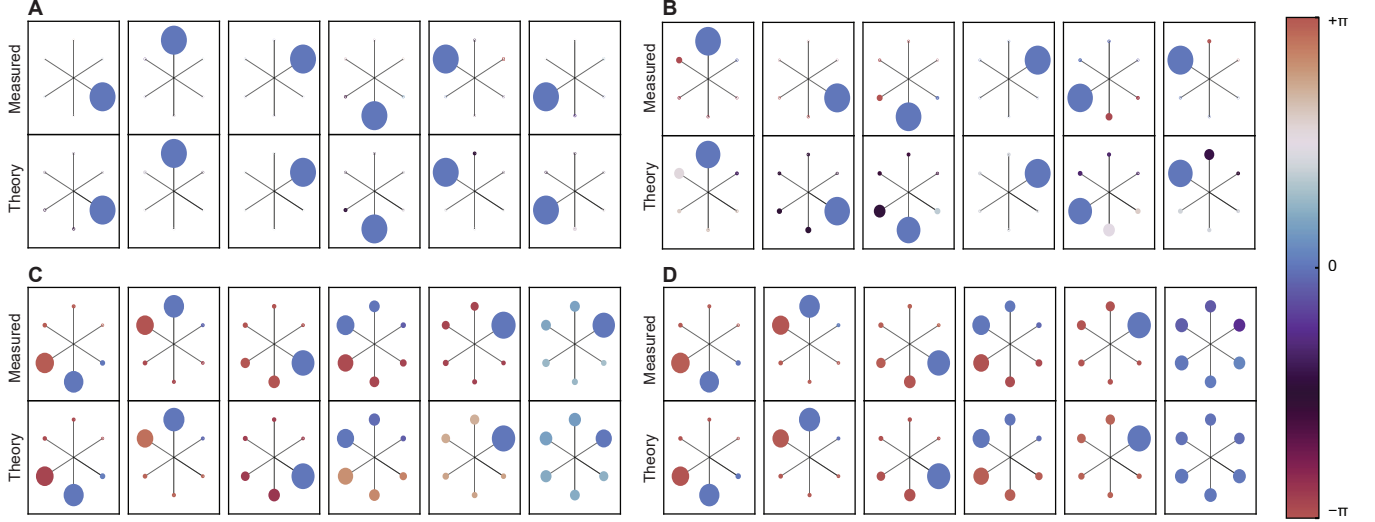 A
B
Measured
Measured
+π
Theory
Theory
C
D
0
Measured
Measured
Theory
Theory
−π